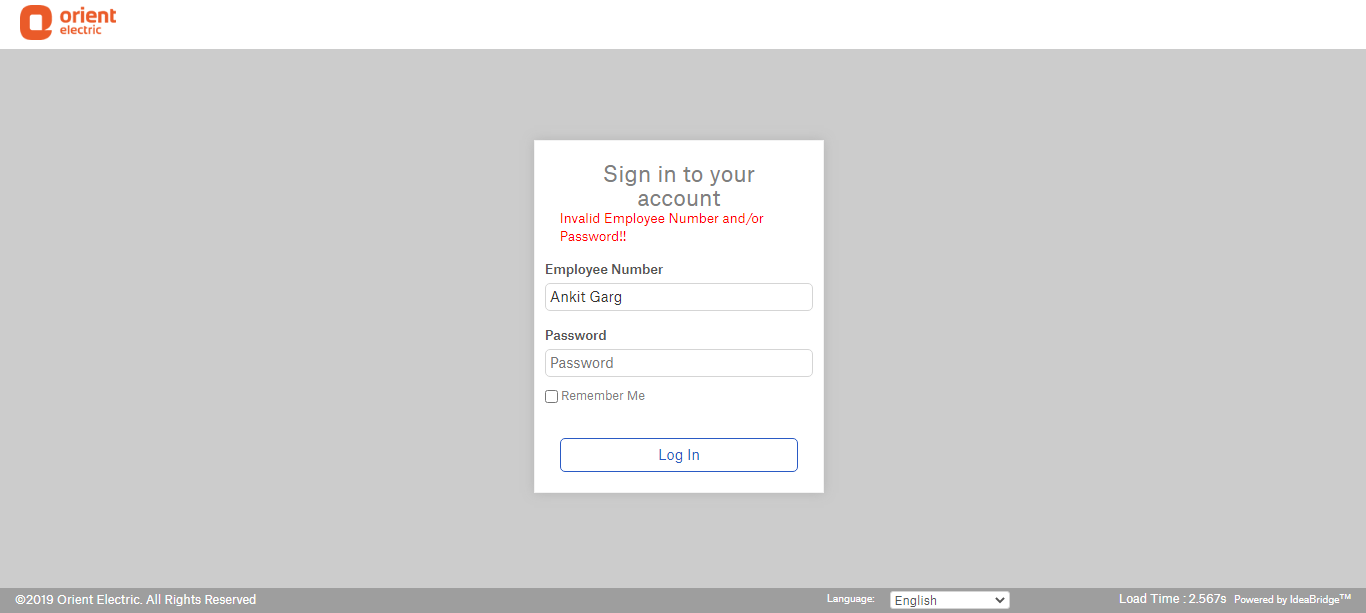 orient
electric
Sign in to your
account
Invalid Employee Number and/or
Password!!
Employee Number
Ankit Garg
Password
Password
Remember Me
Log In
©2019 Orient Electric. All Rights Reserved
Language:
English
Load Time : 2.567s Powered by IdeaBridge™